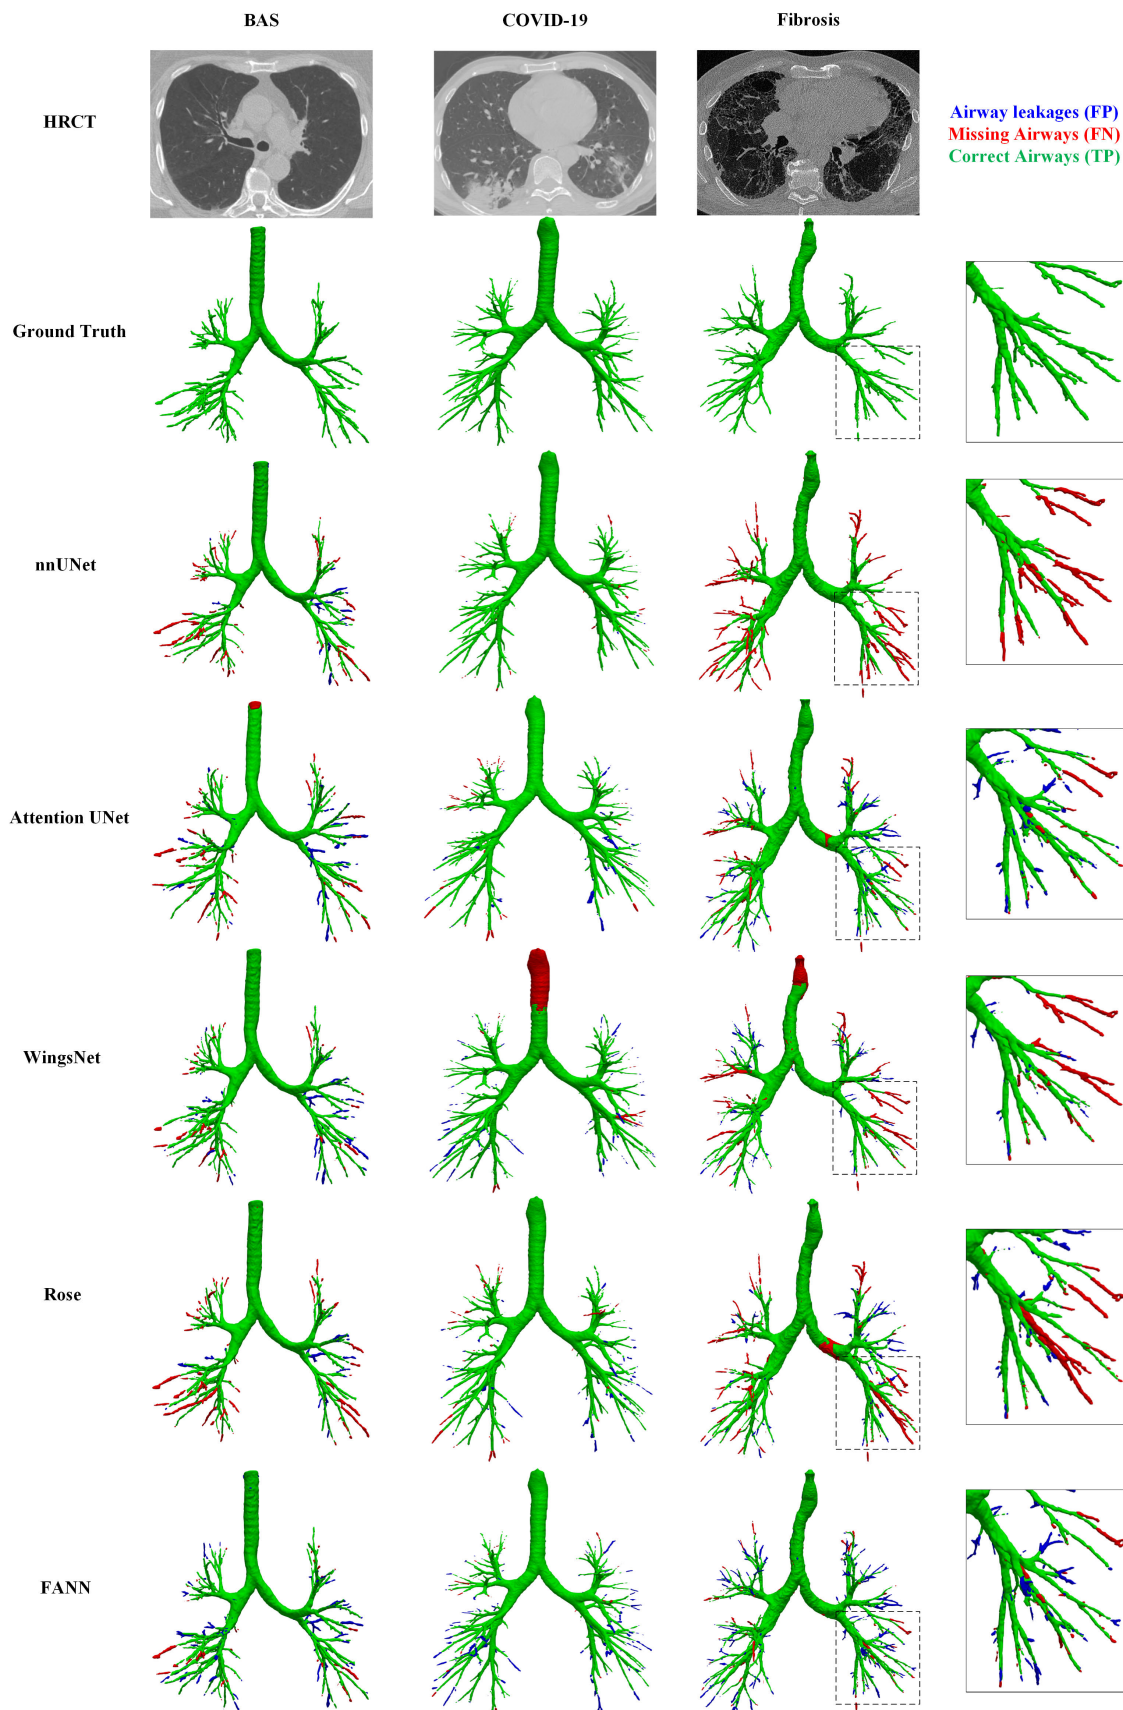 BAS
COVID-19
Fibrosis
HRCT
Airway leakages (FP)
Missing Airways (FN)
Correct Airways (TP)
Ground Truth
nnUNet
Attention UNet
WingsNet
Rose
FANN